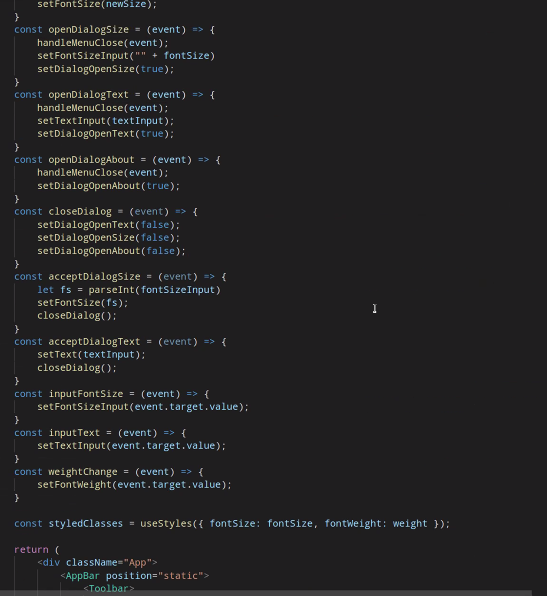 setFontSize(newSize);
}
const openDialogSize = (event) => {
handleMenuClose(event);
setFontSizeInput("" + fontSize)
setDialogOpenSize(true);
}
const openDialogText = (event) => {
handleMenuClose(event);
setTextInput(textInput);
setDialogOpenText(true);
}
const openDialogAbout = (event) => {
handleMenuClose(event);
setDialogOpenAbout(true);
}
const closeDialog = (event) => {
setDialogOpenText(false);
setDialogOpenSize(false);
setDialogOpenAbout(false);
}
const acceptDialogSize = (event) => {
let fs = parseInt(fontSizeInput)
setFontSize(fs);
closeDialog();
}
const acceptDialogText = (event) => {
setText(textInput);
closeDialog();
}
const inputFontSize = (event) => {
setFontSizeInput(event.target.value);
}
const inputText = (event) => {
setTextInput(event.target.value);
}
const weightChange = (event) => {
setFontWeight(event.target.value);
}
const styledClasses = useStyles({ fontSize: fontSize, fontWeight: weight });
return (
<div className="App">
<AppBar position="static">
<Toolbar>